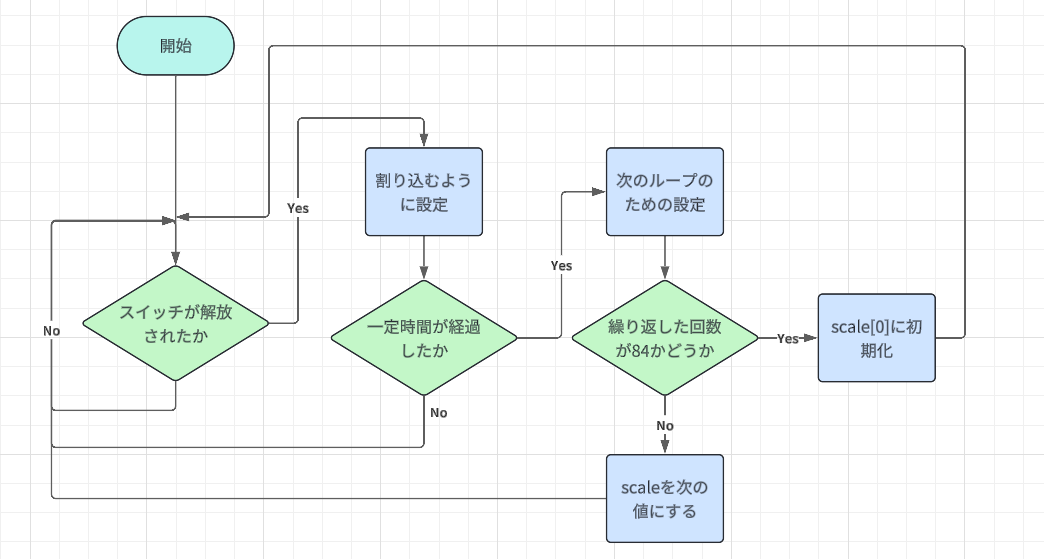 開始
割り込むよう
に設定
次のループの
ための設定
Yes
Yes
スイッチが解放
されたか
No
一定時間が経過
したか
繰り返した回数
が84かどうか
Yes
scale[0]に初
期化
No
No
scaleを次の
値にする